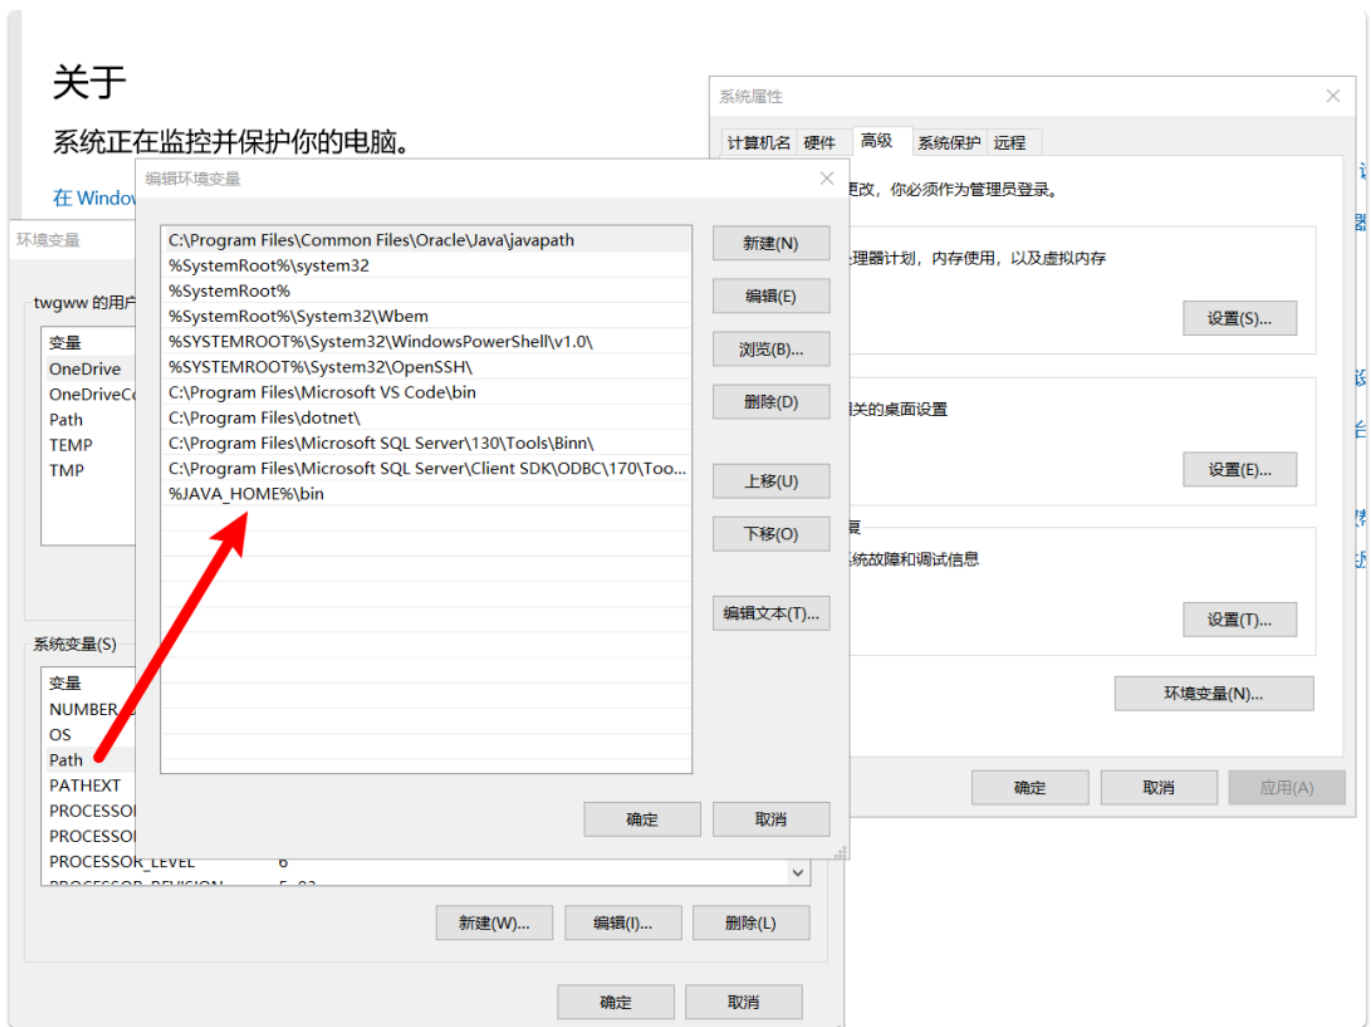 关于
系统正在监控并保护你的电脑。
在 Windov
系统属性
计算机名 硬件 高级 系统保护 远程
更改，你必须作为管理员登录。
理器计划，内存使用，以及虚拟内存
设置(S)...
关的桌面设置
设置(E)...
复
统故障和调试信息
设置(T)...
环境变量(N)...
确定 取消 应用(A)
编辑环境变量
C:\Program Files\Common Files\Oracle\Java\javapath
%SystemRoot%\system32
%SystemRoot%
%SystemRoot%\System32\Wbem
%SYSTEMROOT%\System32\WindowsPowerShell\v1.0\
%SYSTEMROOT%\System32\OpenSSH\
C:\Program Files\Microsoft VS Code\bin
C:\Program Files\dotnet\
C:\Program Files\Microsoft SQL Server\130\Tools\Binn\
C:\Program Files\Microsoft SQL Server\Client SDK\ODBC\170\Too...
%JAVA_HOME%\bin
新建(N)
编辑(E)
浏览(B)...
删除(D)
上移(U)
下移(O)
编辑文本(T)...
确定 取消
环境变量
twgww 的用户
变量
OneDrive
OneDriveCo
Path
TEMP
TMP
系统变量(S)
变量
NUMBER_
OS
Path
PATHEXT
PROCESSOR
PROCESSOR
PROCESSOR_LEVEL 6
PROCESSOR_REVISION
新建(W)... 编辑(I)... 删除(L)
确定 取消